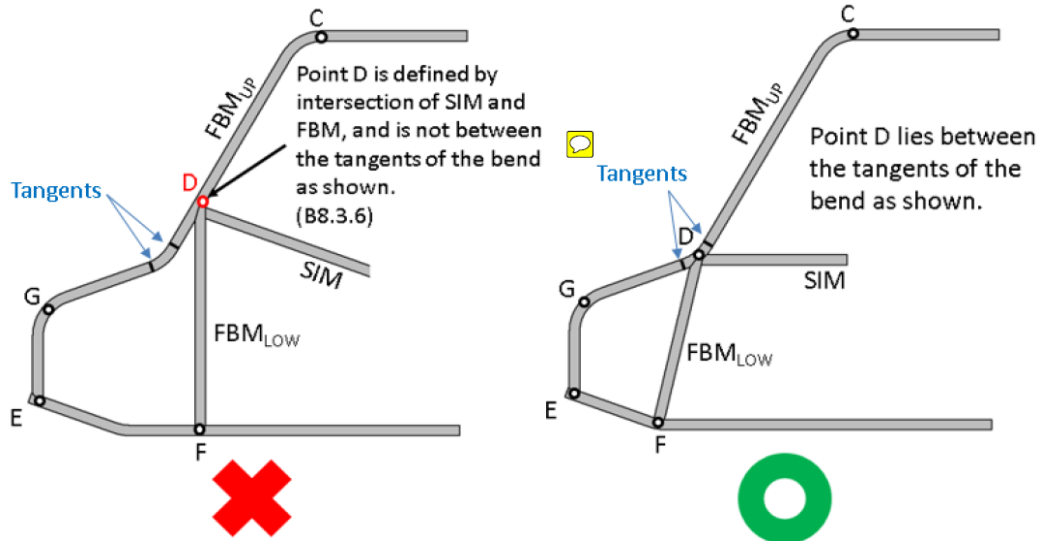 C
FBM_UP
Point D is defined by
intersection of SIM and
FBM, and is not between
the tangents of the bend
as shown.
(B8.3.6)
D
Tangents
SIM
G
FBM_LOW
E
F
C
FBM_UP
Point D lies between
the tangents of the
bend as shown.
Tangents
D
SIM
G
FBM_LOW
E
F